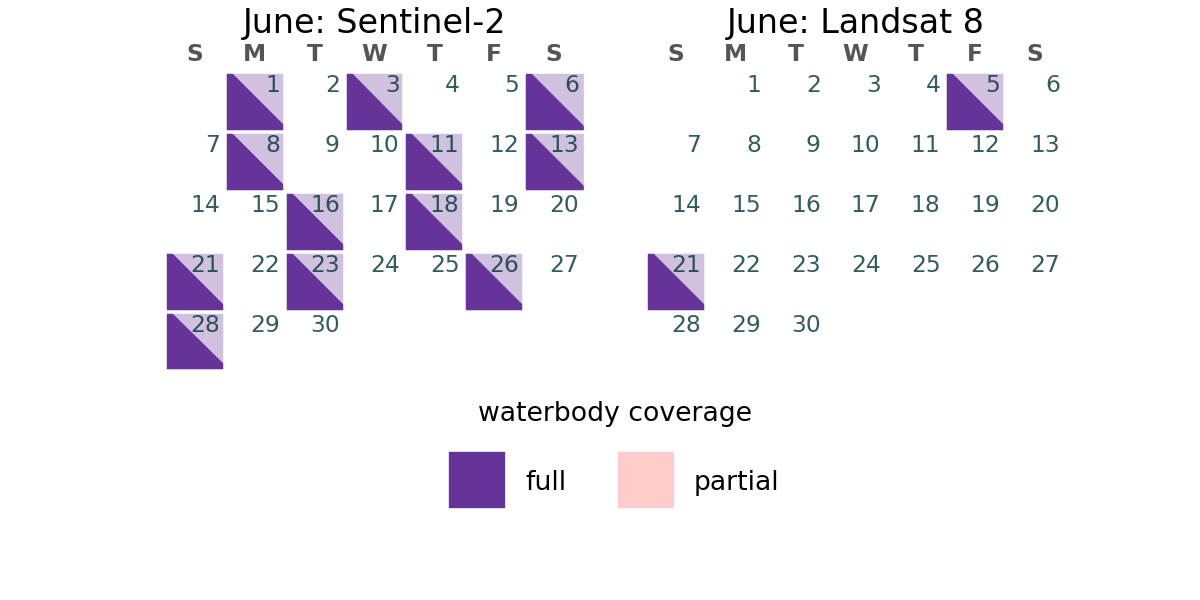 June: Sentinel-2
S M T W T F S
1 2 3 4 5 6
7 8 9 10 11 12 13
14 15 16 17 18 19 20
21 22 23 24 25 26 27
28 29 30
June: Landsat 8
S M T W T F S
1 2 3 4 5 6
7 8 9 10 11 12 13
14 15 16 17 18 19 20
21 22 23 24 25 26 27
28 29 30
waterbody coverage
full partial